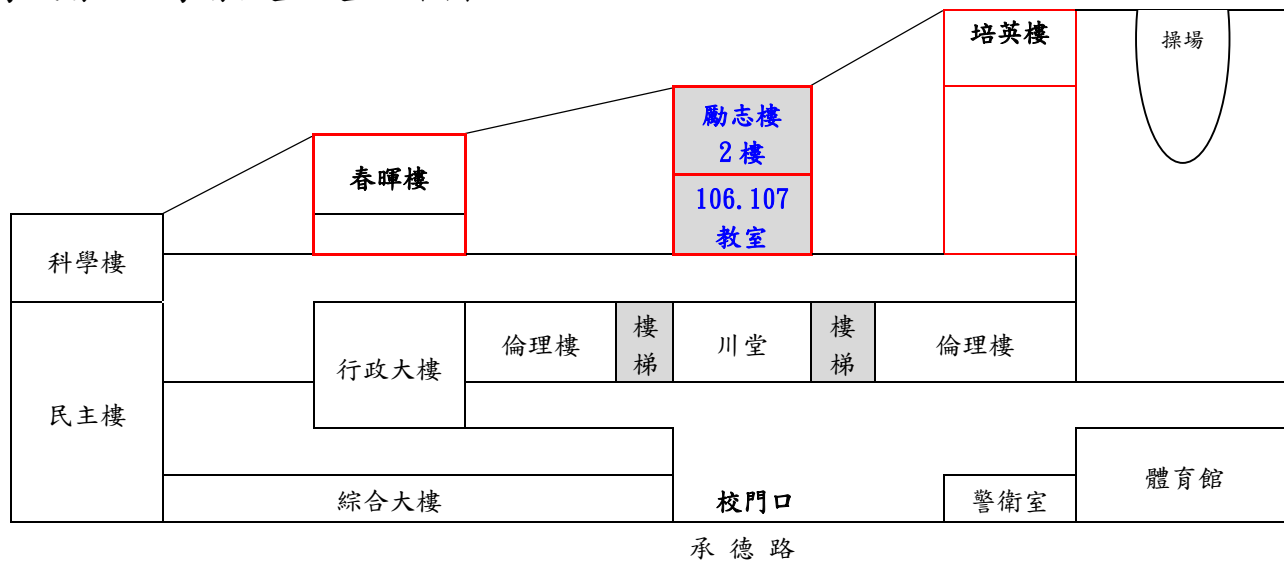 培英樓
操場
勵志樓
2樓
春暉樓
106.107
教室
科學樓
樓梯
樓梯
倫理樓
川堂
倫理樓
行政大樓
民主樓
體育館
綜合大樓
校門口
警衛室
承德路